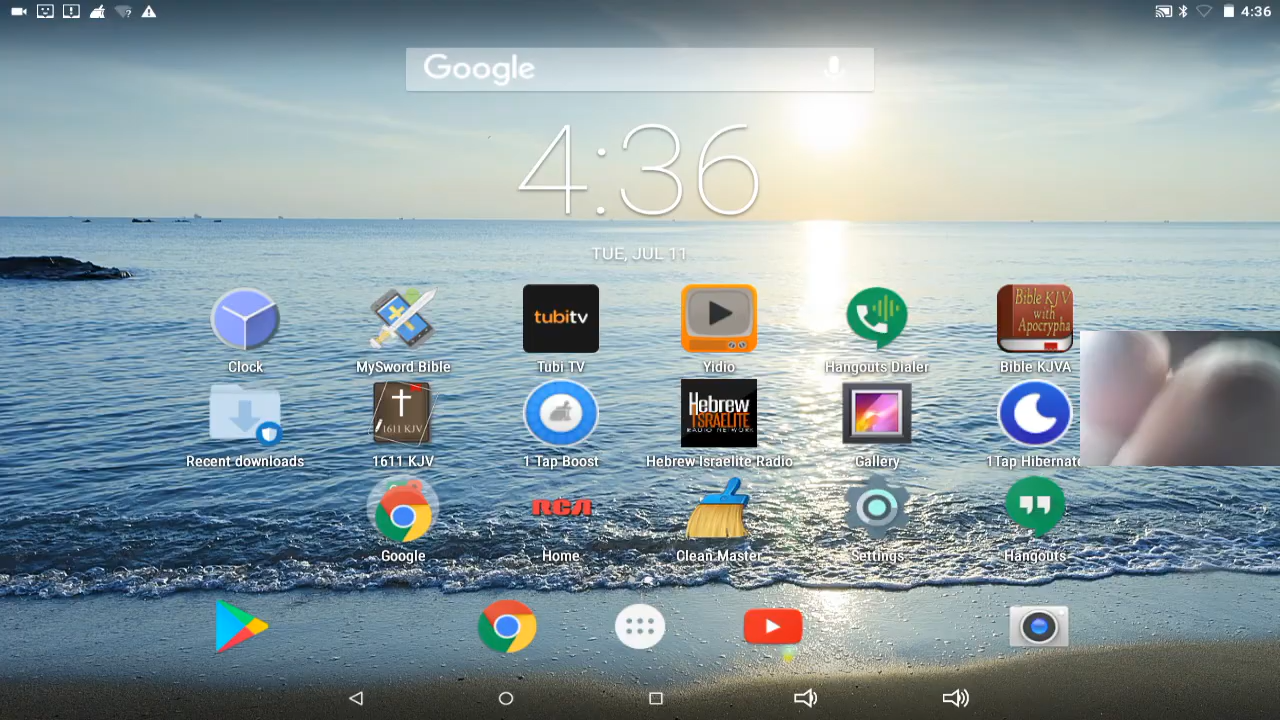 4:36
Google
4:36
TUE, JUL 11
tubitv
Bible KJV
with
Apocrypha
Clock
MySword Bible
Tubi TV
Yidio
Hangouts Dialer
Bible KJVA
1611 KJV
Hebrew
ISRAELITE
RADIO NETWORK
Recent downloads
1611 KJV
1 Tap Boost
Hebrew Israelite Radio
Gallery
1Tap Hibernate
RCA
Google
Home
Clean Master
Settings
Hangouts